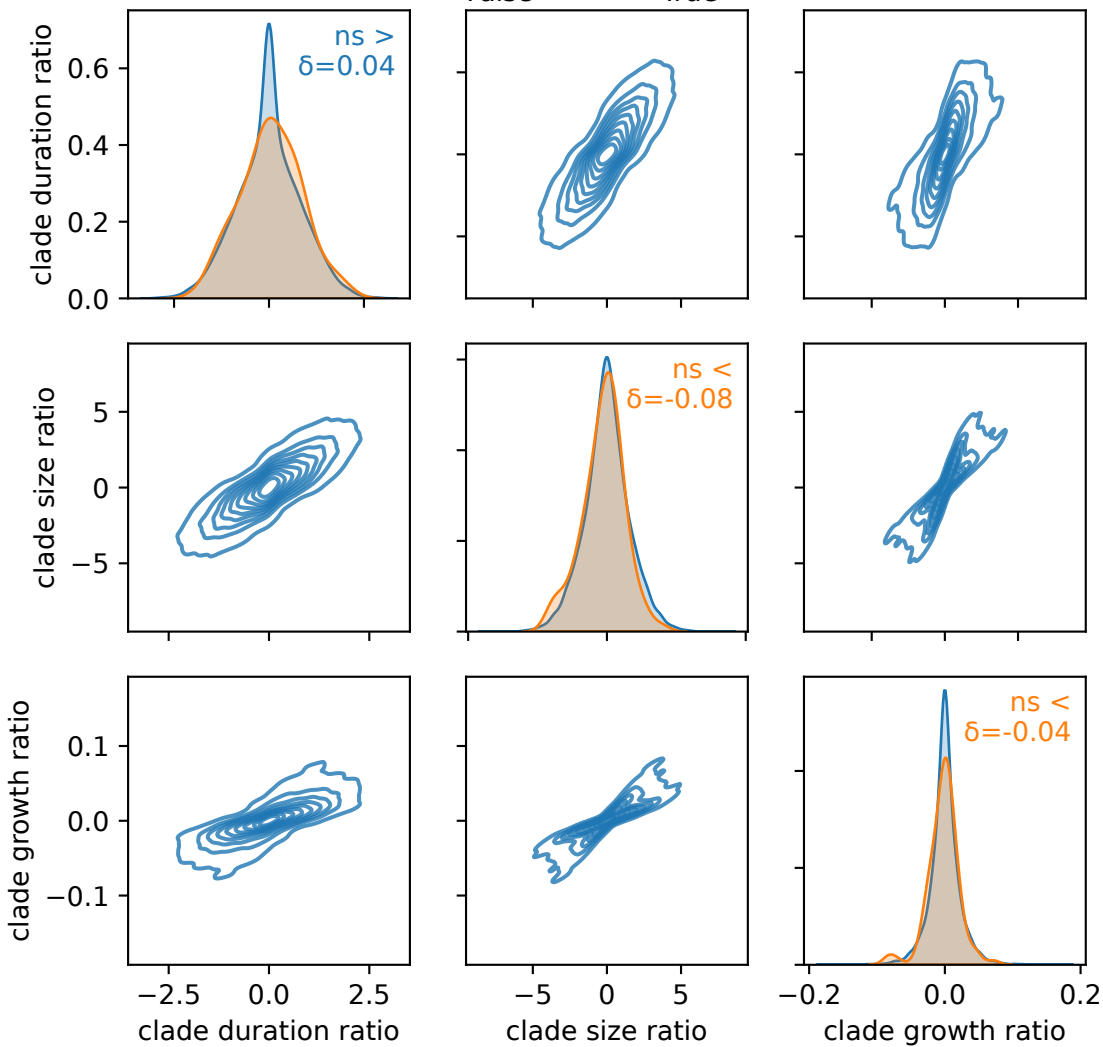 clade duration ratio
0.6
0.4
0.2
0.0
ns >
δ=0.04
clade size ratio
5
0
−5
ns <
δ=-0.08
clade growth ratio
0.1
0.0
−0.1
ns <
δ=-0.04
−2.5 0.0 2.5
−5 0 5
−0.2 0.0 0.2
clade duration ratio
clade size ratio
clade growth ratio